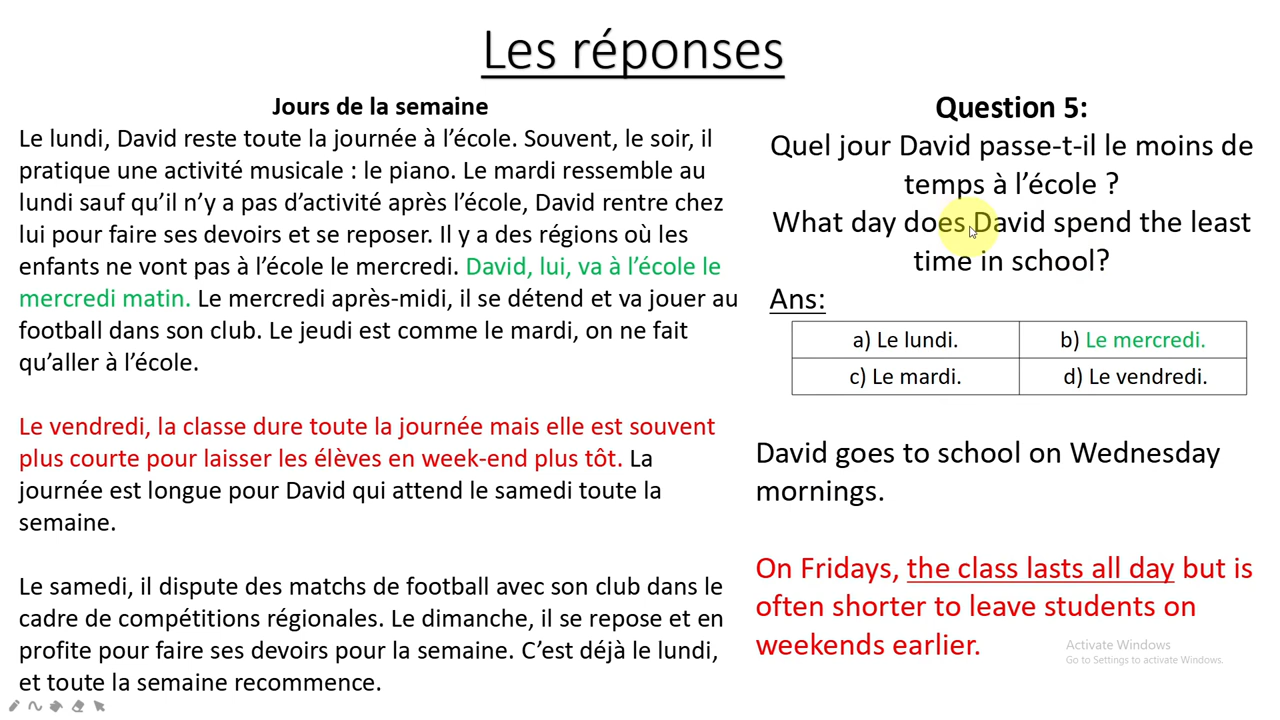 Les réponses
Jours de la semaine
Le lundi, David reste toute la journée à l’école. Souvent, le soir, il
pratique une activité musicale : le piano. Le mardi ressemble au
lundi sauf qu’il n’y a pas d’activité après l’école, David rentre chez
lui pour faire ses devoirs et se reposer. Il y a des régions où les
enfants ne vont pas à l’école le mercredi. David, lui, va à l’école le
mercredi matin. Le mercredi après-midi, il se détend et va jouer au
football dans son club. Le jeudi est comme le mardi, on ne fait
qu’aller à l’école.
Le vendredi, la classe dure toute la journée mais elle est souvent
plus courte pour laisser les élèves en week-end plus tôt. La
journée est longue pour David qui attend le samedi toute la
semaine.
Le samedi, il dispute des matchs de football avec son club dans le
cadre de compétitions régionales. Le dimanche, il se repose et en
profite pour faire ses devoirs pour la semaine. C’est déjà le lundi,
et toute la semaine recommence.
Question 5:
Quel jour David passe-t-il le moins de
temps à l’école ?
What day does David spend the least
time in school?
Ans:
a) Le lundi.
b) Le mercredi.
c) Le mardi.
d) Le vendredi.
David goes to school on Wednesday
mornings.
On Fridays, the class lasts all day but is
often shorter to leave students on
weekends earlier.
Activate Windows
Go to Settings to activate Windows.